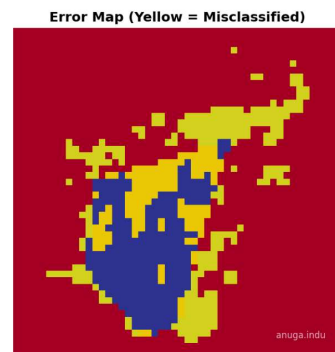 Error Map (Yellow = Misclassified)
anuga.indu